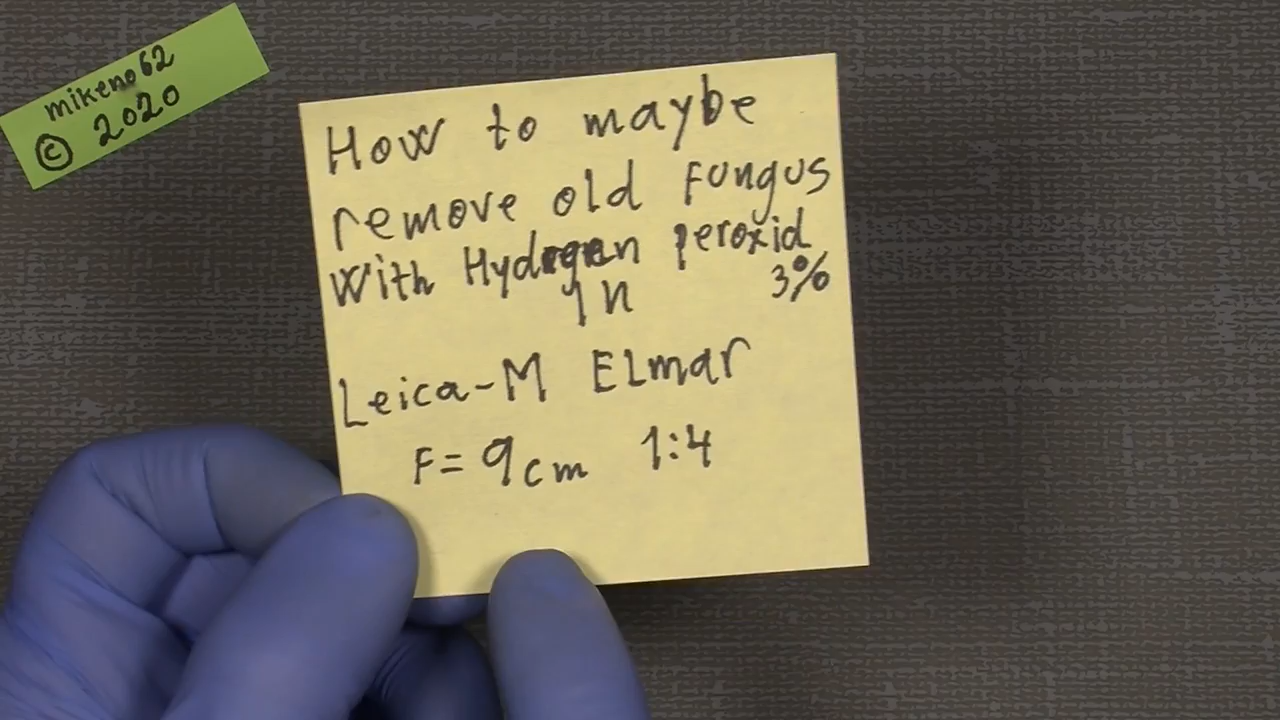 mikeno62
© 2020
How to maybe
remove old Fungus
with Hydrogen peroxid
in 3%
Leica-M Elmar
F= 9cm 1:4